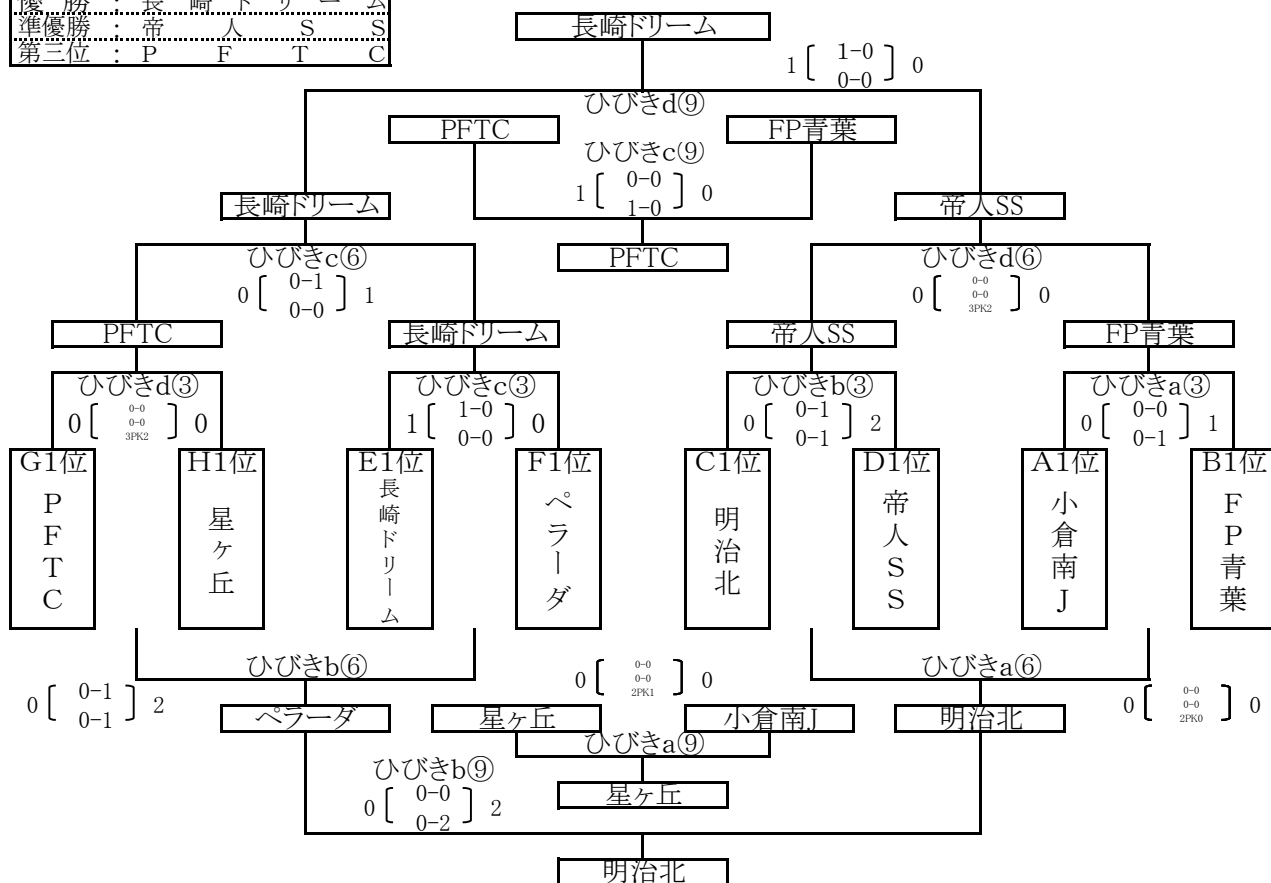 優勝：長崎ドリーム
準優勝：帝人SS
第三位：PFTC
長崎ドリーム
1 [ 1-0 0-0 ] 0
ひびきd⑨
PFTC FP青葉
ひびきc⑨
1 [ 0-0 1-0 ] 0
長崎ドリーム 帝人SS
PFTC
ひびきc⑥ ひびきd⑥
0 [ 0-1 0-0 ] 1 0 [ 0-0 0-0 3PK2 ] 0
PFTC 長崎ドリーム 帝人SS FP青葉
ひびきd③ ひびきc③ ひびきb③ ひびきa③
0 [ 0-0 0-0 3PK2 ] 0 1 [ 1-0 0-0 ] 0 0 [ 0-1 0-1 ] 2 0 [ 0-0 0-1 ] 1
G1位 H1位 E1位 F1位 C1位 D1位 A1位 B1位
PFTC 星ヶ丘 長崎ドリーム ペラーダ 明治北 帝人SS 小倉南J FP青葉
ひびきb⑥ ひびきa⑥
0 [ 0-1 0-1 ] 2 0 [ 0-0 0-0 2PK1 ] 0 0 [ 0-0 0-0 2PK0 ] 0
ペラーダ 星ヶ丘 小倉南J 明治北
ひびきa⑨
ひびきb⑨
0 [ 0-0 0-2 ] 2
星ヶ丘
明治北